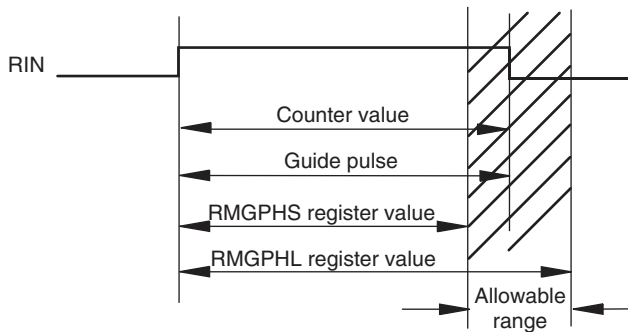 RIN
Counter value
Guide pulse
RMGPHS register value
RMGPHL register value
Allowable
range